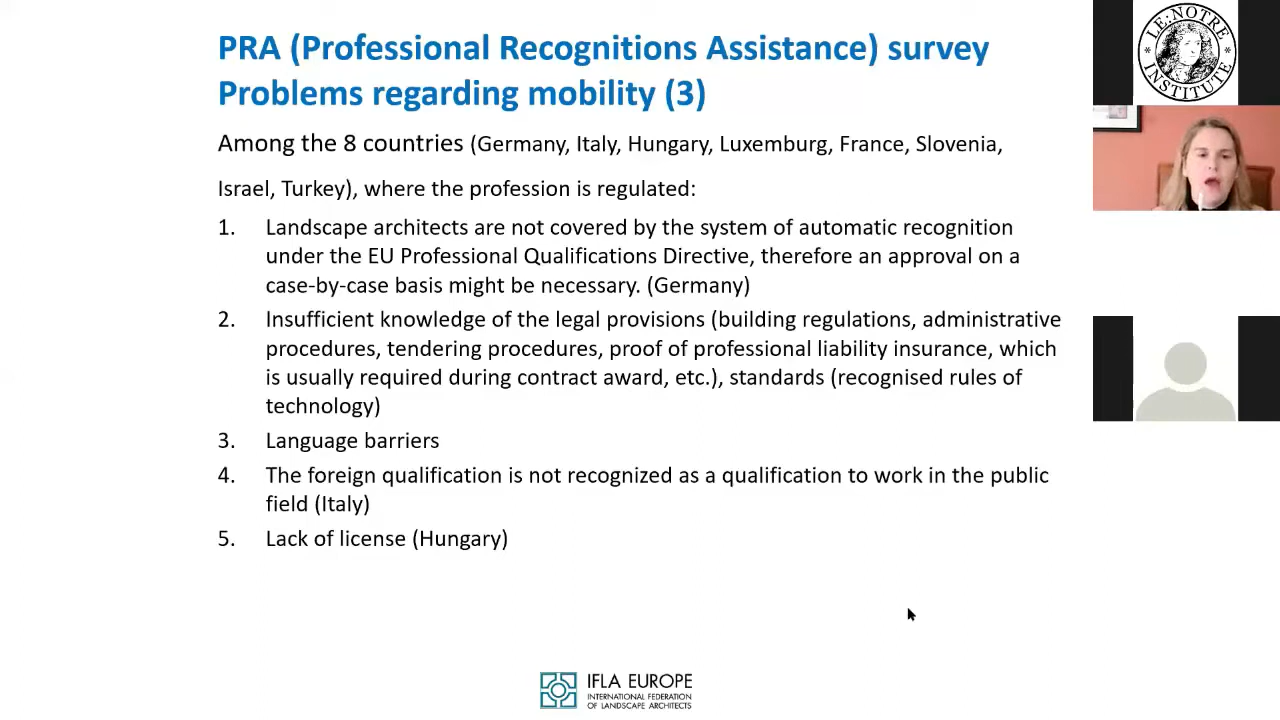 PRA (Professional Recognitions Assistance) survey
Problems regarding mobility (3)
Among the 8 countries (Germany, Italy, Hungary, Luxemburg, France, Slovenia,
Israel, Turkey), where the profession is regulated:
1. Landscape architects are not covered by the system of automatic recognition
under the EU Professional Qualifications Directive, therefore an approval on a
case-by-case basis might be necessary. (Germany)
2. Insufficient knowledge of the legal provisions (building regulations, administrative
procedures, tendering procedures, proof of professional liability insurance, which
is usually required during contract award, etc.), standards (recognised rules of
technology)
3. Language barriers
4. The foreign qualification is not recognized as a qualification to work in the public
field (Italy)
5. Lack of license (Hungary)
IFLA EUROPE
INTERNATIONAL FEDERATION
OF LANDSCAPE ARCHITECTS
LE:NOTRE
INSTITUTE